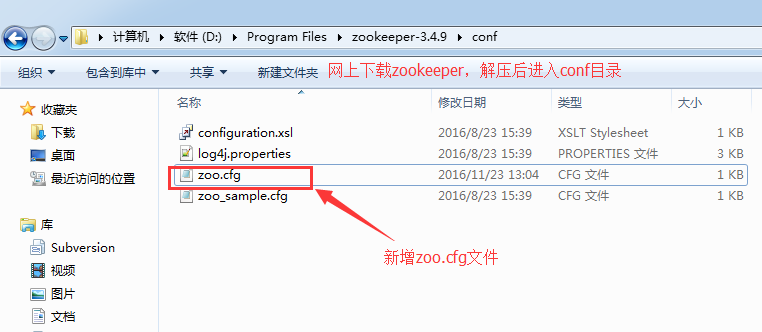 计算机 ▸ 软件 (D:) ▸ Program Files ▸ zookeeper-3.4.9 ▸ conf
组织 包含到库中 共享 新建文件夹 网上下载zookeeper，解压后进入conf目录
收藏夹
下载
桌面
最近访问的位置
库
Subversion
视频
图片
文档
名称 修改日期 类型 大小
configuration.xsl 2016/8/23 15:39 XSLT Stylesheet 1 KB
log4j.properties 2016/8/23 15:39 PROPERTIES 文件 3 KB
zoo.cfg 2016/11/23 13:04 CFG 文件 1 KB
zoo_sample.cfg 2016/8/23 15:39 CFG 文件 1 KB
新增zoo.cfg文件